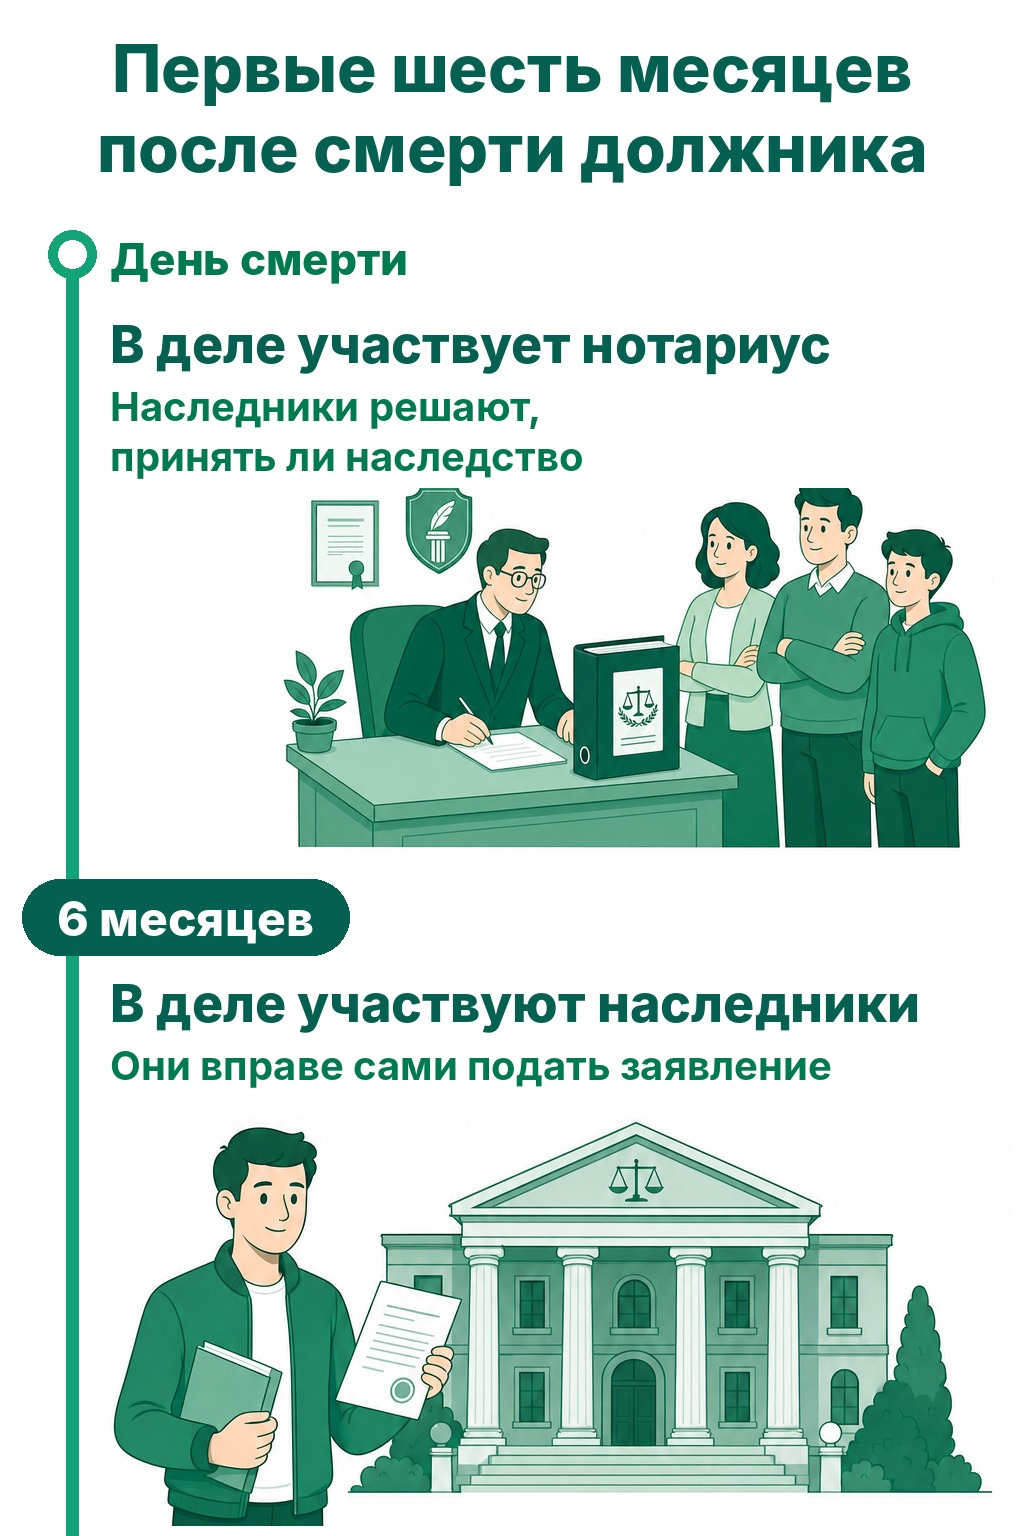 Первые шесть месяцев
после смерти должника
День смерти
В деле участвует нотариус
Наследники решают,
принять ли наследство
6 месяцев
В деле участвуют наследники
Они вправе сами подать заявление